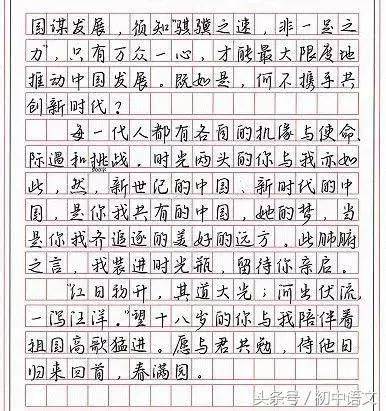 国谋发展，须知“骐骥之速，非一足之
力”，只有万众一心，才能最大限度地
推动中国发展。既如是，何不携手共
创新时代？
每一代人都有各自的机缘与使命、
际遇和挑战，时光两头的你与我亦如
此，然，新世纪的中国、新时代的中
国，是你我共有的中国，她的梦，当
是你我齐追逐的美好的远方。此肺腑
之言，我装进时光瓶，留待你亲启。
“红日初升，其道大光；河出伏流，
一泻汪洋。”望十八岁的你与我陪伴着
祖国高歌猛进。愿与君共勉，待他日
归来回首，春满园。
头条号/初中语文